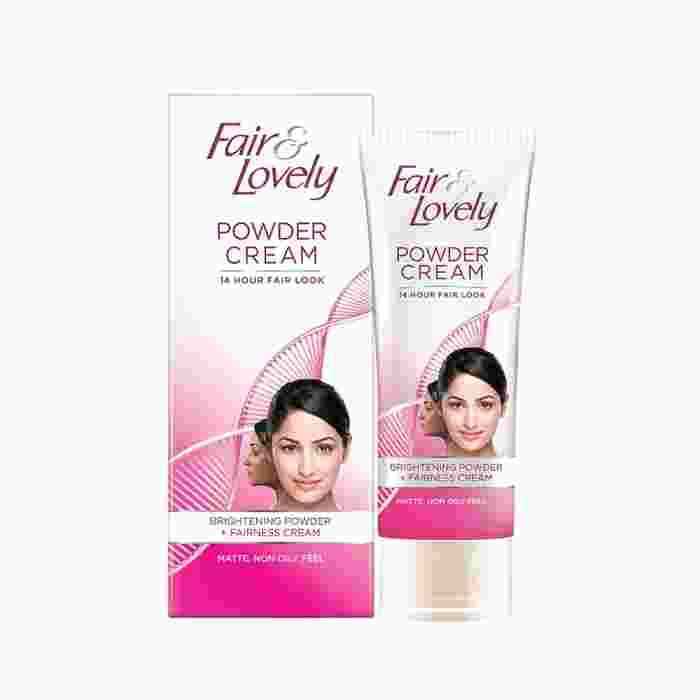 Fair &
Lovely
POWDER
CREAM
14 HOUR FAIR LOOK
BRIGHTENING POWDER
+ FAIRNESS CREAM
MATTE, NON OILY FEEL
Fair &
Lovely
POWDER
CREAM
14 HOUR FAIR LOOK
BRIGHTENING POWDER
+ FAIRNESS CREAM
MATTE, NON OILY FEEL